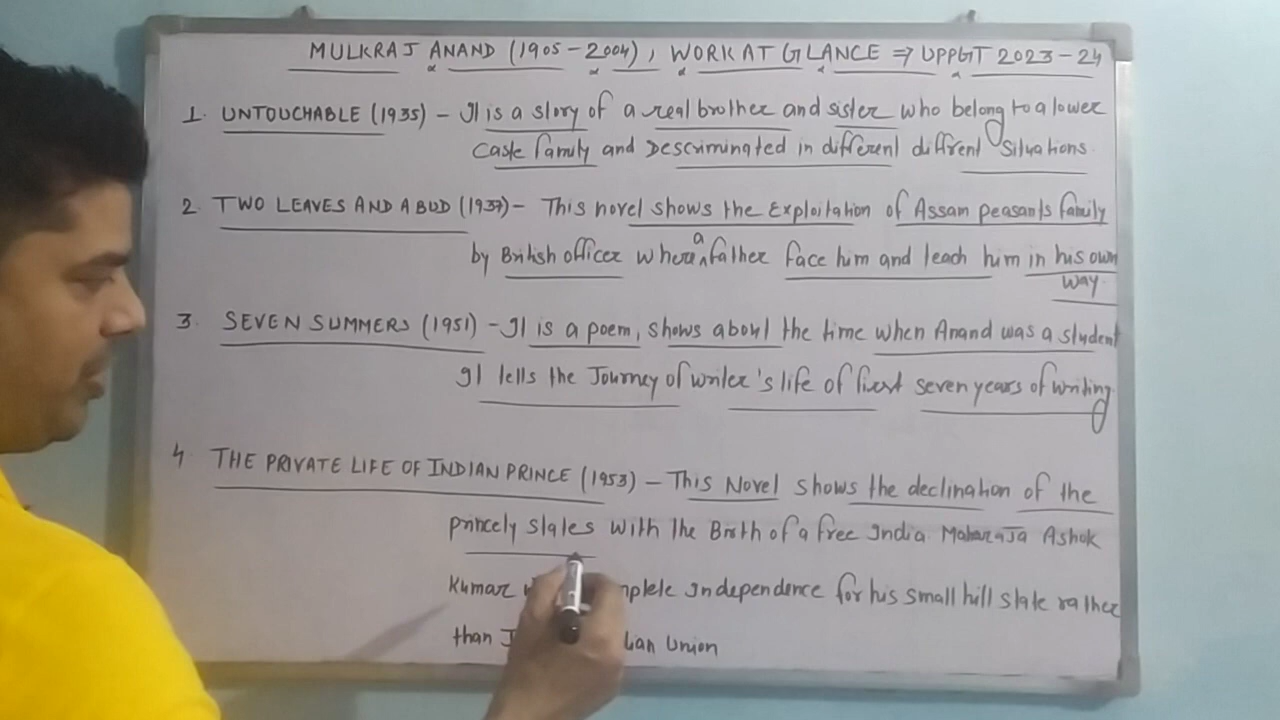 MULKRAJ ANAND (1905-2004), WORK AT GLANCE ⇒ UPPGT 2023-24
1. UNTOUCHABLE (1935) - It is a story of a real brother and sister who belong to a lower
Caste family and Descriminated in different diffrent Situations.
2. TWO LEAVES AND A BUD (1937) - This novel shows the Exploitation of Assam peasants family
by British officer where a father face him and teach him in his own
way.
3. SEVEN SUMMERS (1951) - It is a poem, shows about the time when Anand was a student
It tells the Journey of writer's life of first seven years of writing.
4 THE PRIVATE LIFE OF INDIAN PRINCE (1953) - This Novel shows the declination of the
princely states with the Birth of a free India Maharaja Ashok
Kumar Independence for his small hill state rather
than Union